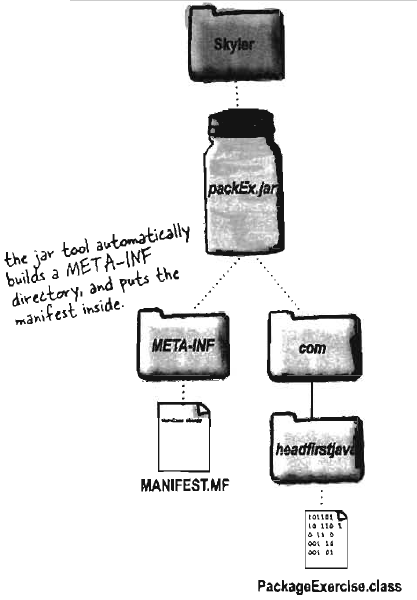 Skyler
packEx.jar
the jar tool automatically
builds a META-INF
directory, and puts the
manifest inside.
META-INF
com
MANIFEST.MF
headfirstjava
101101
10 110 1
0 11 0
001 10
001 01
PackageExercise.class